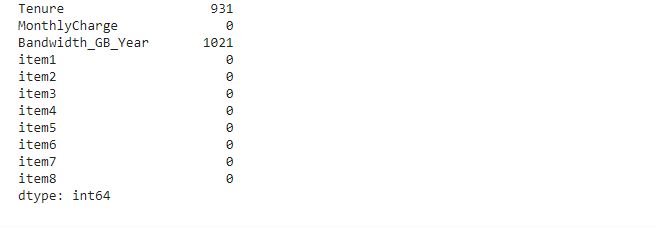 Tenure 931
MonthlyCharge 0
Bandwidth_GB_Year 1021
item1 0
item2 0
item3 0
item4 0
item5 0
item6 0
item7 0
item8 0
dtype: int64